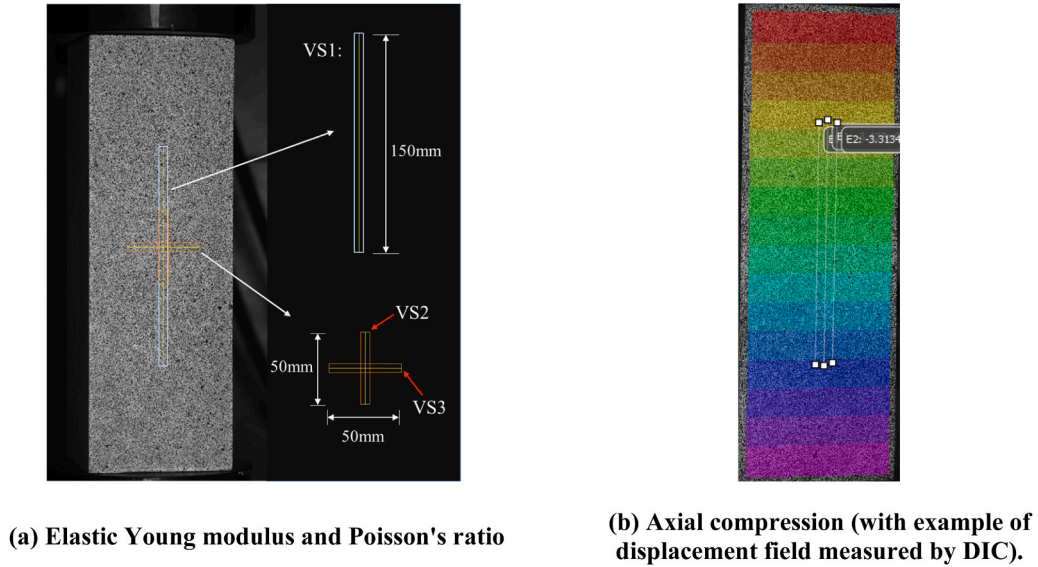 VS1:
150mm
VS2
50mm
VS3
50mm
E2: -3.3134
(a) Elastic Young modulus and Poisson's ratio
(b) Axial compression (with example of
displacement field measured by DIC).